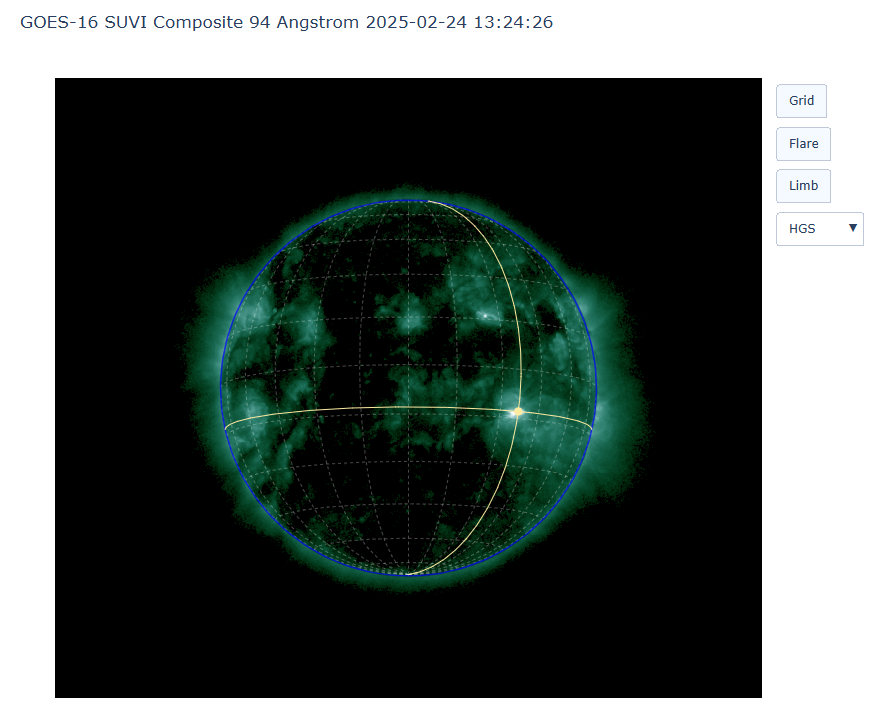 GOES-16 SUVI Composite 94 Angstrom 2025-02-24 13:24:26
Grid
Flare
Limb
HGS